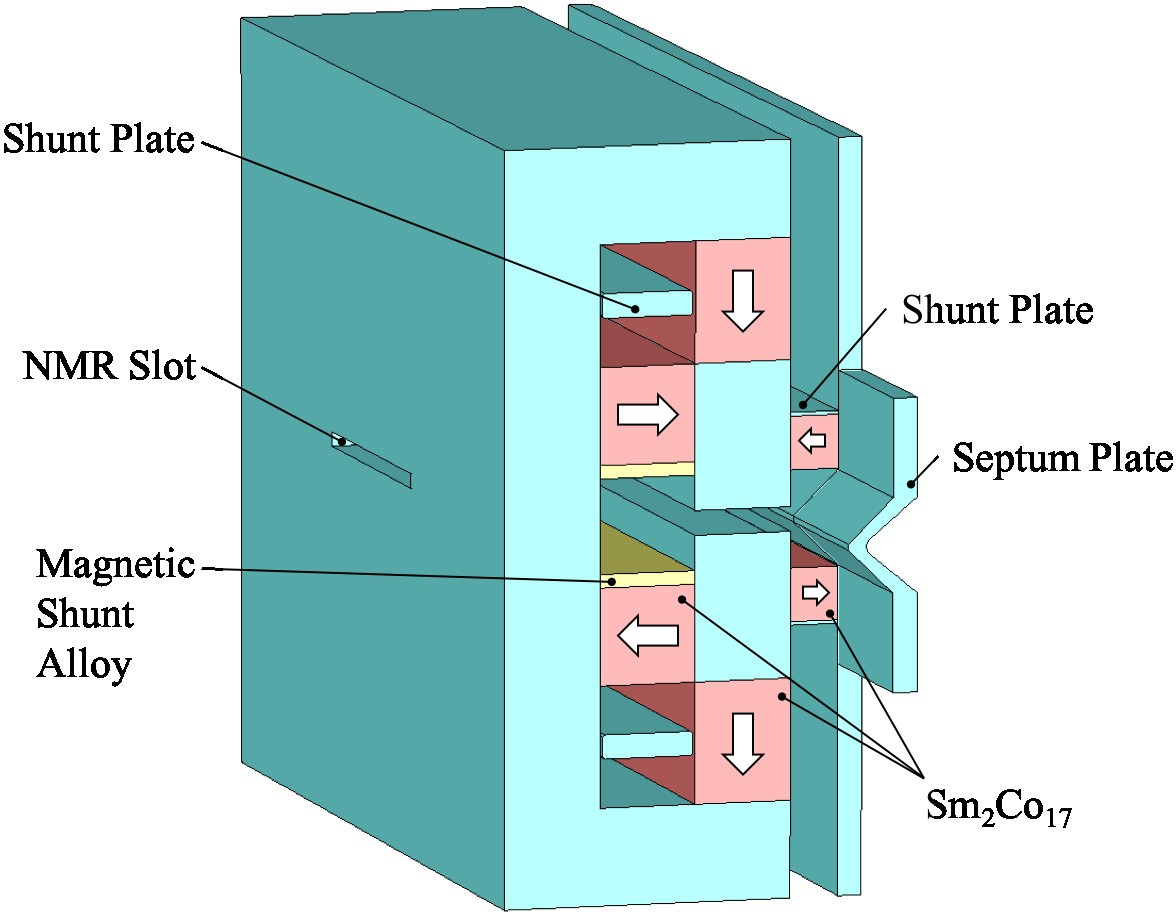 Shunt Plate
Shunt Plate
NMR Slot
Septum Plate
Magnetic
Shunt
Alloy
Sm₂Co₁₇